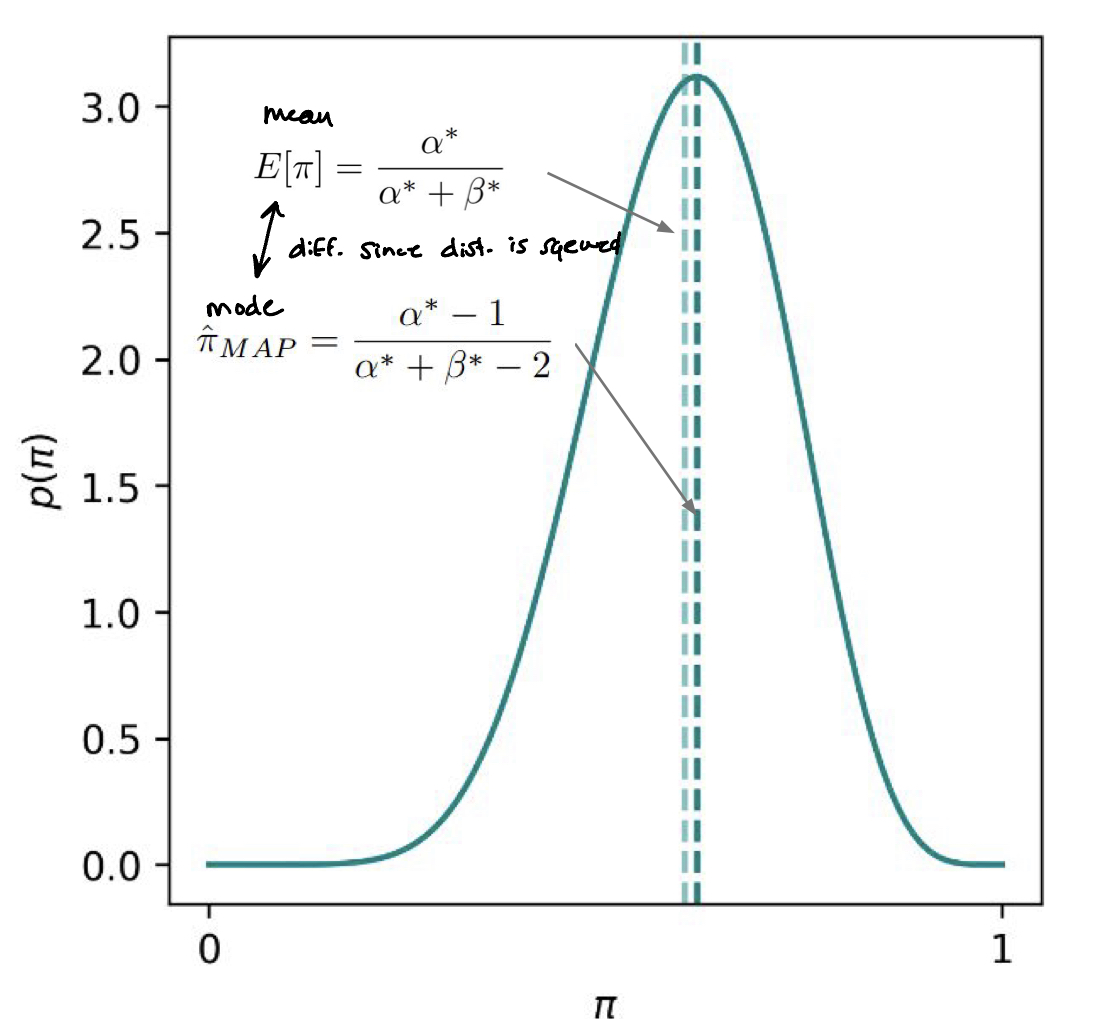 mean
E[π] = α* / (α* + β*)
diff. since dist. is sqewed
mode
π̂_MAP = (α* − 1) / (α* + β* − 2)
p(π)
3.0
2.5
2.0
1.5
1.0
0.5
0.0
0 1
π